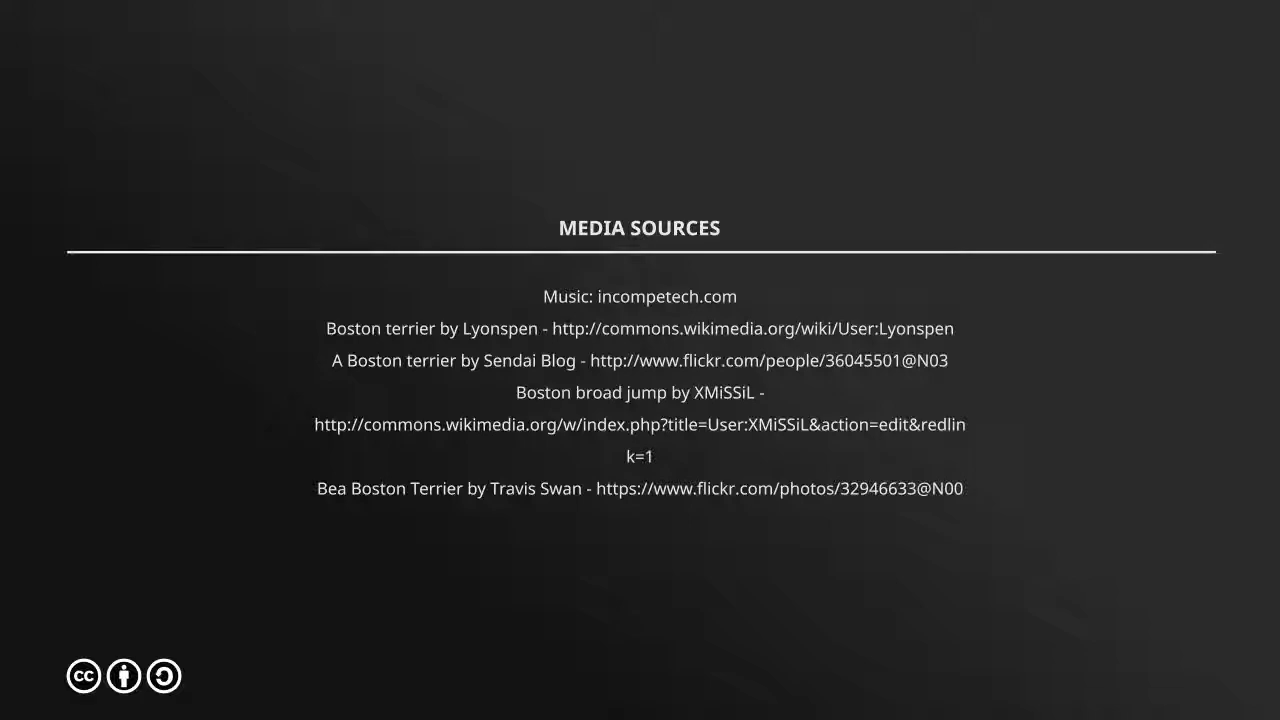 MEDIA SOURCES
Music: incompetech.com
Boston terrier by Lyonspen - http://commons.wikimedia.org/wiki/User:Lyonspen
A Boston terrier by Sendai Blog - http://www.flickr.com/people/36045501@N03
Boston broad jump by XMiSSiL -
http://commons.wikimedia.org/w/index.php?title=User:XMiSSiL&action=edit&redlin
k=1
Bea Boston Terrier by Travis Swan - https://www.flickr.com/photos/32946633@N00
cc